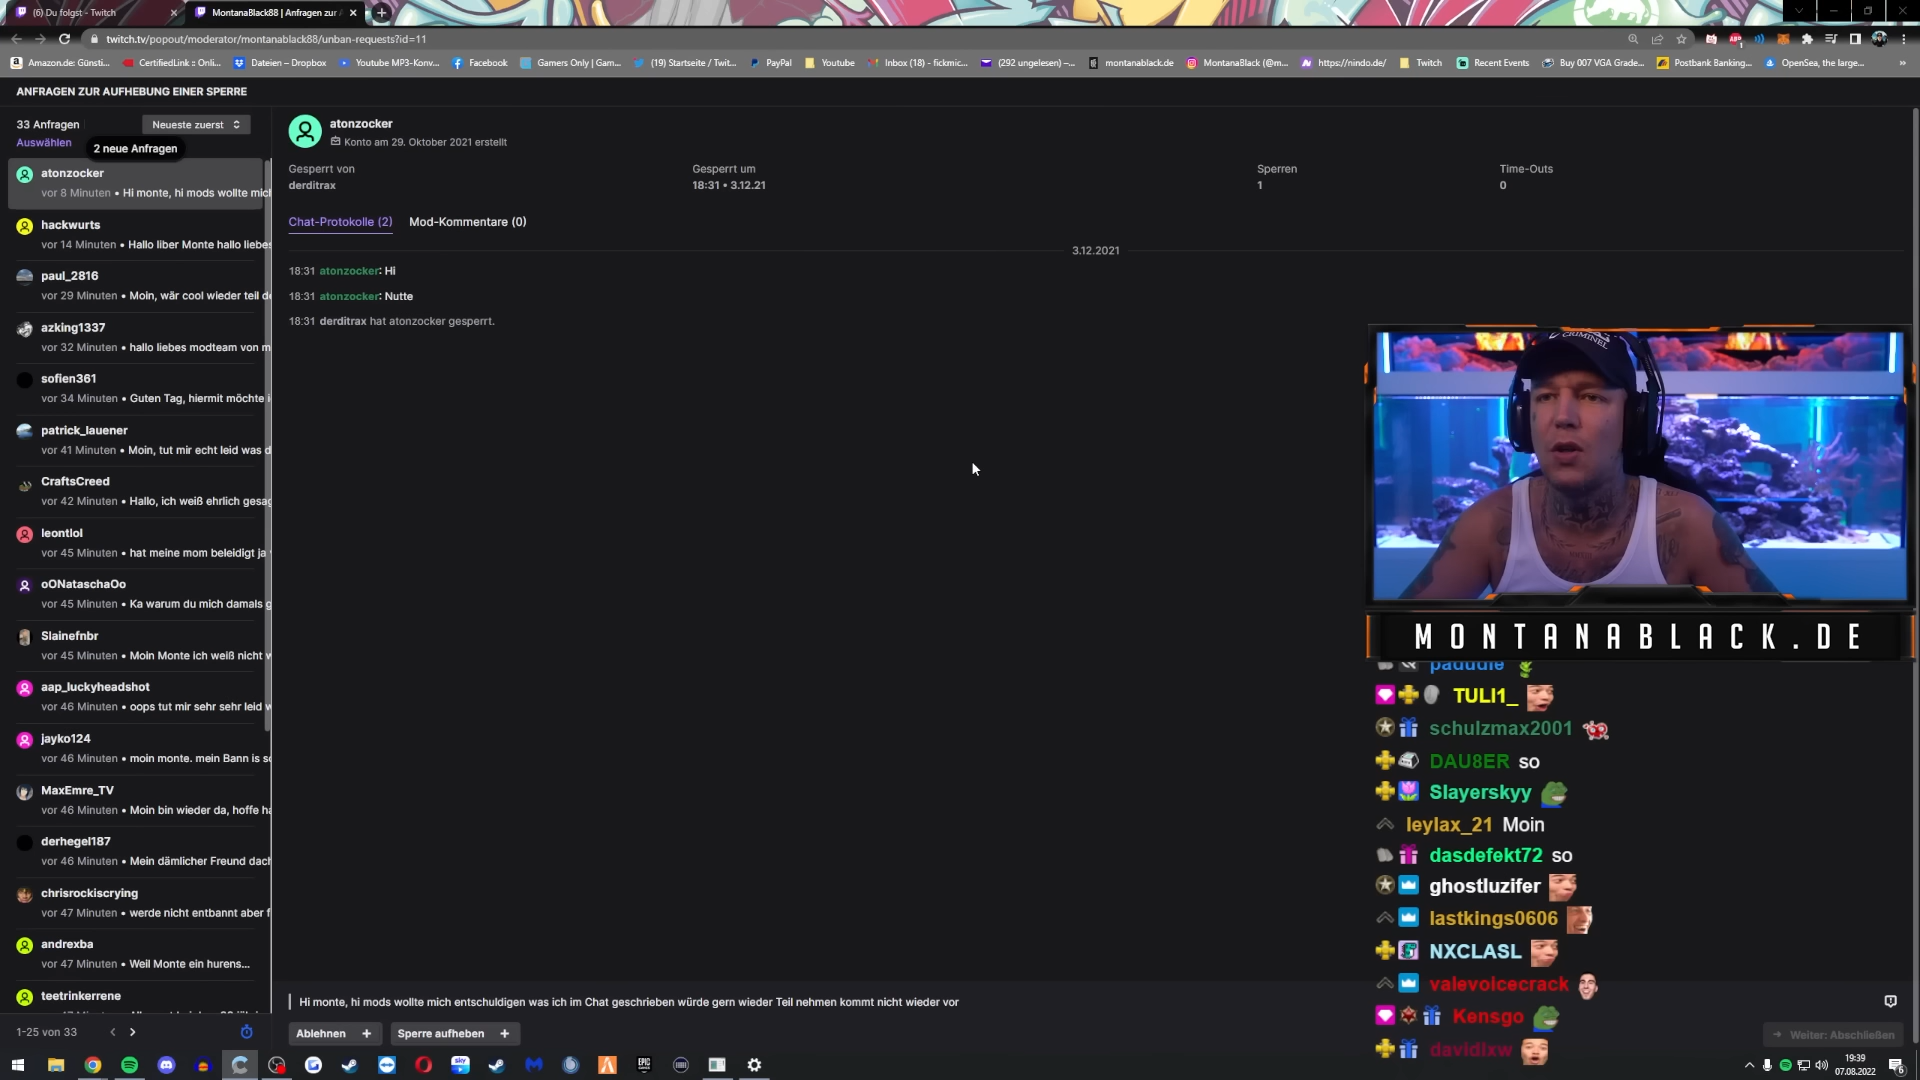 (6) Du folgst - Twitch
MontanaBlack88 | Anfragen zur A
twitch.tv/popout/moderator/montanablack88/unban-requests?id=11
Amazon.de: Günsti...
CertifiedLink :: Onli...
Dateien – Dropbox
Youtube MP3-Konv...
Facebook
Gamers Only | Gam...
(19) Startseite / Twit...
PayPal
Youtube
Inbox (18) - fickmic...
(292 ungelesen) –...
montanablack.de
MontanaBlack (@m...
https://nindo.de/
Twitch
Recent Events
Buy 007 VGA Grade...
Postbank Banking...
OpenSea, the large...
ANFRAGEN ZUR AUFHEBUNG EINER SPERRE
33 Anfragen
Neueste zuerst
Auswählen
2 neue Anfragen
atonzocker
vor 8 Minuten • Hi monte, hi mods wollte mich
hackwurts
vor 14 Minuten • Hallo liber Monte hallo liebes
paul_2816
vor 29 Minuten • Moin, wär cool wieder teil de
azking1337
vor 32 Minuten • hallo liebes modteam von m
sofien361
vor 34 Minuten • Guten Tag, hiermit möchte i
patrick_lauener
vor 41 Minuten • Moin, tut mir echt leid was d
CraftsCreed
vor 42 Minuten • Hallo, ich weiß ehrlich gesag
leontlol
vor 45 Minuten • hat meine mom beleidigt ja
oONataschaOo
vor 45 Minuten • Ka warum du mich damals g
Slainefnbr
vor 45 Minuten • Moin Monte ich weiß nicht w
aap_luckyheadshot
vor 46 Minuten • oops tut mir sehr sehr leid w
jayko124
vor 46 Minuten • moin monte. mein Bann is sc
MaxEmre_TV
vor 46 Minuten • Moin bin wieder da, hoffe ha
derhegel187
vor 46 Minuten • Mein dämlicher Freund dach
chrisrockiscrying
vor 47 Minuten • werde nicht entbannt aber f
andrexba
vor 47 Minuten • Weil Monte ein hurens...
teetrinkerrene
1-25 von 33
atonzocker
Konto am 29. Oktober 2021 erstellt
Gesperrt von
derditrax
Gesperrt um
18:31 • 3.12.21
Sperren
1
Time-Outs
0
Chat-Protokolle (2)
Mod-Kommentare (0)
3.12.2021
18:31 atonzocker: Hi
18:31 atonzocker: Nutte
18:31 derditrax hat atonzocker gesperrt.
CRIMINEL
MONTANABLACK.DE
padudle
TULI1_
schulzmax2001
DAU8ER so
Slayerskyy
leylax_21 Moin
dasdefekt72 so
ghostluzifer
lastkings0606
NXCLASL
valevolcecrack
Kensgo
davidlxw
Hi monte, hi mods wollte mich entschuldigen was ich im Chat geschrieben würde gern wieder Teil nehmen kommt nicht wieder vor
Ablehnen +
Sperre aufheben +
Weiter: Abschließen
19:39
07.08.2022